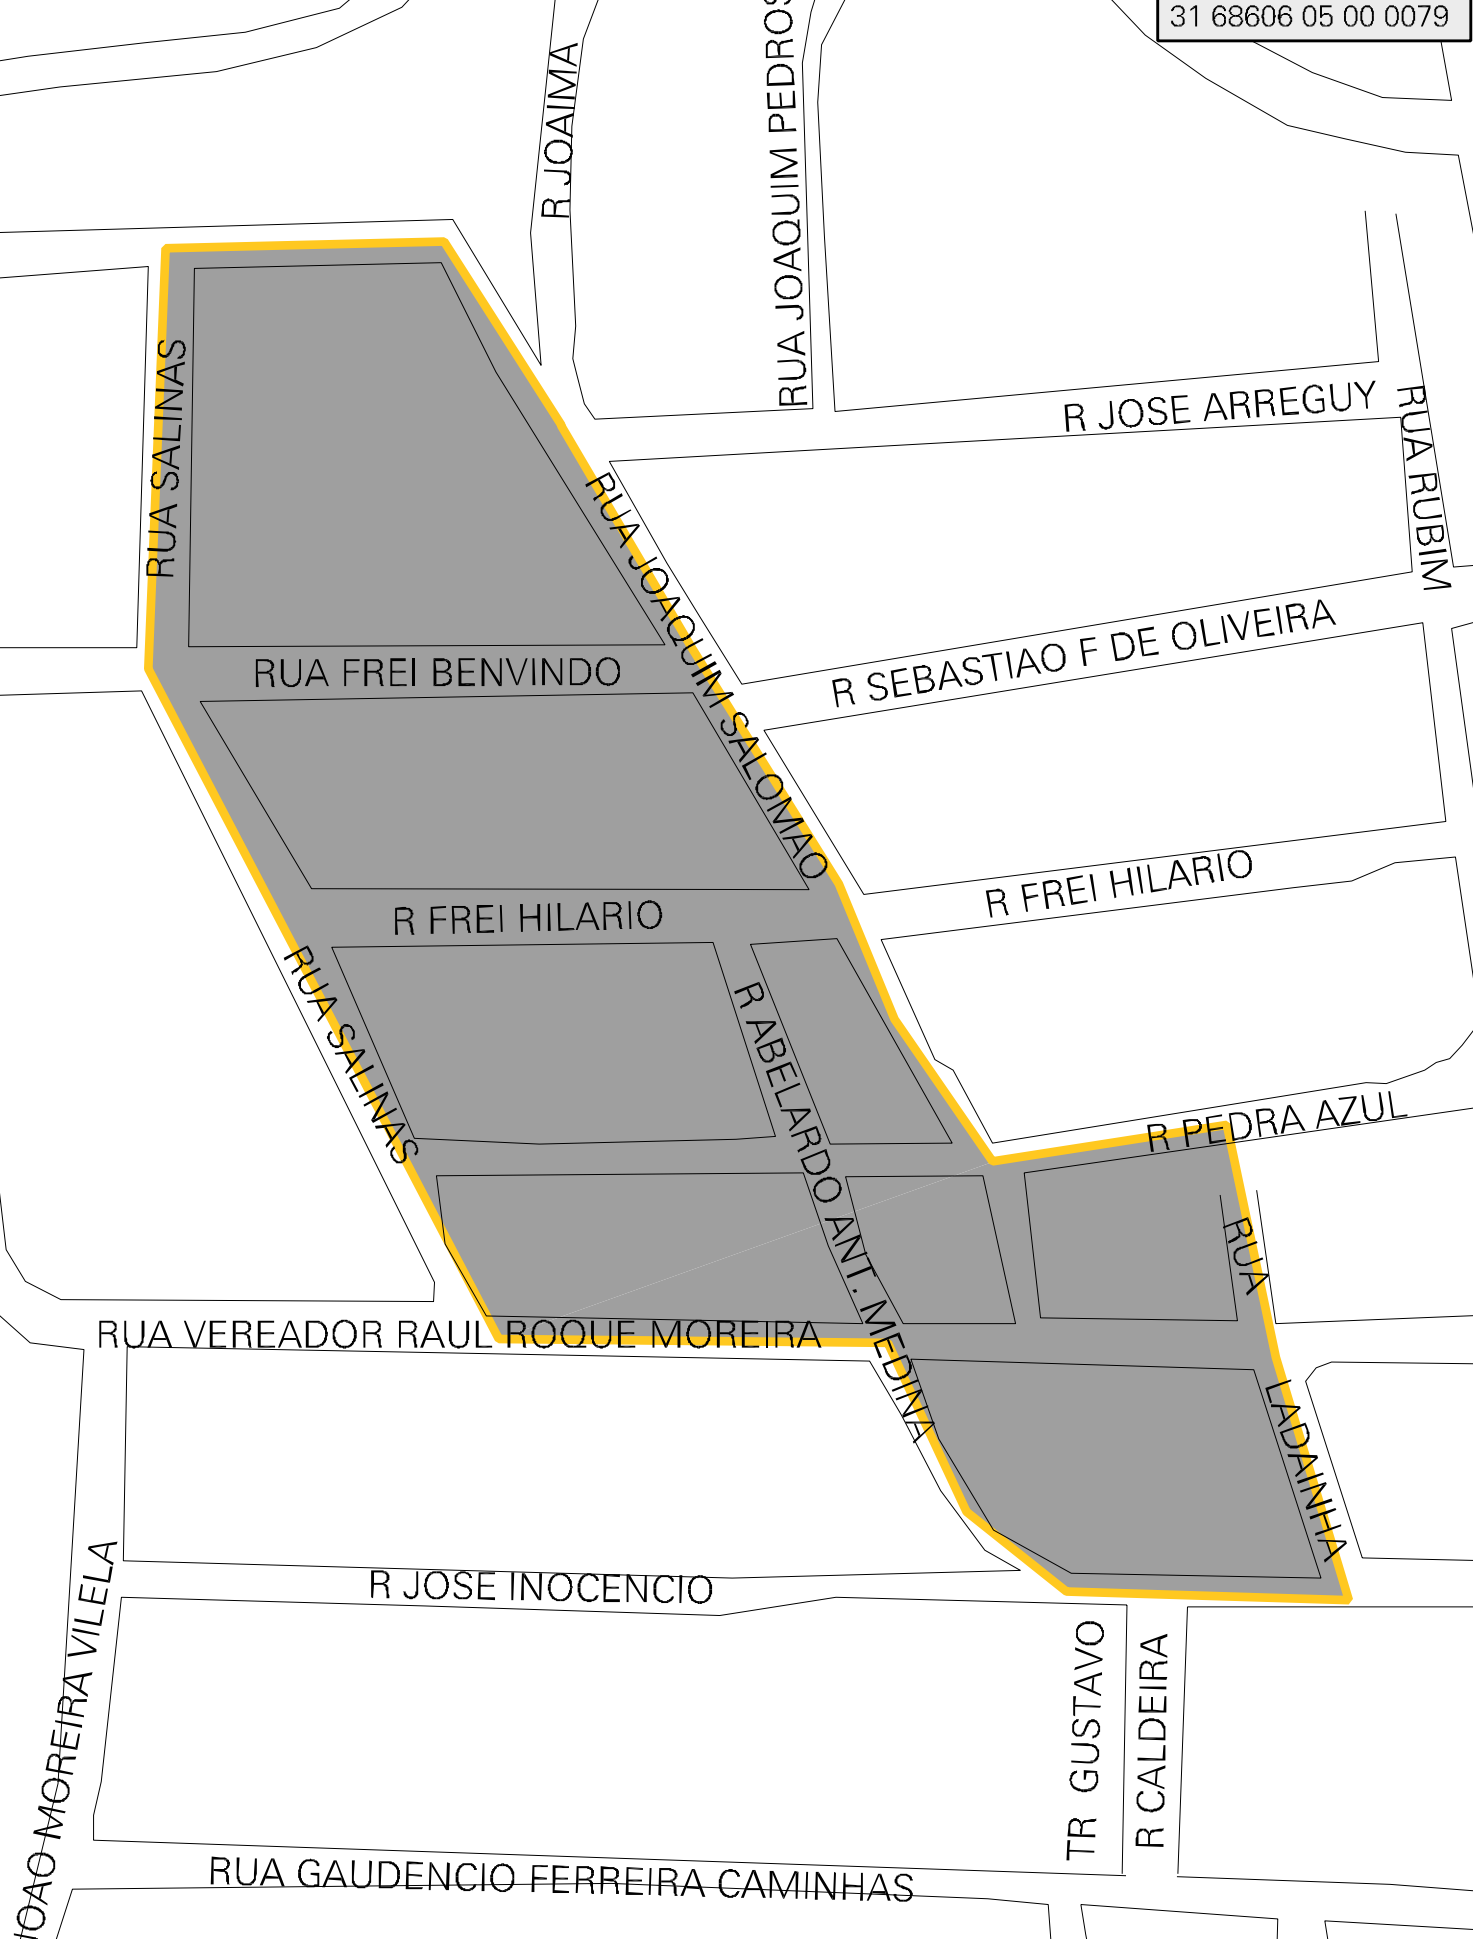 31 68606 05 00 0079
R JOAIMA
RUA JOAQUIM PEDROS
R JOSE ARREGUY
RUA RUBIM
RUA SALINAS
RUA JOAQUIM SALOMAO
R SEBASTIAO F DE OLIVEIRA
RUA FREI BENVINDO
R FREI HILARIO
R FREI HILARIO
RUA SALINAS
R ABELARDO ANT. MEDINA
R PEDRA AZUL
RUA LADAINHA
RUA VEREADOR RAUL ROQUE MOREIRA
R JOSE INOCENCIO
JOAO MOREIRA VILELA
TR GUSTAVO
R CALDEIRA
RUA GAUDENCIO FERREIRA CAMINHAS